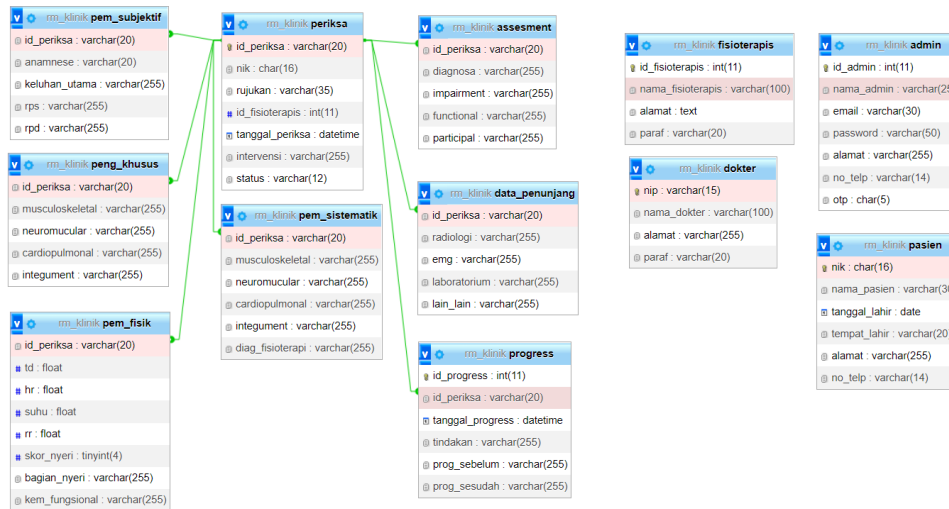 rm_klinik pem_subjektif
id_periksa : varchar(20)
anamnese : varchar(20)
keluhan_utama : varchar(255)
rps : varchar(255)
rpd : varchar(255)
rm_klinik peng_khusus
id_periksa : varchar(20)
musculoskeletal : varchar(255)
neuromucular : varchar(255)
cardiopulmonal : varchar(255)
integument : varchar(255)
rm_klinik pem_fisik
id_periksa : varchar(20)
td : float
hr : float
suhu : float
rr : float
skor_nyeri : tinyint(4)
bagian_nyeri : varchar(255)
kem_fungsional : varchar(255)
rm_klinik periksa
id_periksa : varchar(20)
nik : char(16)
rujukan : varchar(35)
id_fisioterapis : int(11)
tanggal_periksa : datetime
intervensi : varchar(255)
status : varchar(12)
rm_klinik pem_sistematik
id_periksa : varchar(20)
musculoskeletal : varchar(255)
neuromucular : varchar(255)
cardiopulmonal : varchar(255)
integument : varchar(255)
diag_fisioterapi : varchar(255)
rm_klinik assesment
id_periksa : varchar(20)
diagnosa : varchar(255)
impairment : varchar(255)
functional : varchar(255)
participal : varchar(255)
rm_klinik data_penunjang
id_periksa : varchar(20)
radiologi : varchar(255)
emg : varchar(255)
laboratorium : varchar(255)
lain_lain : varchar(255)
rm_klinik progress
id_progress : int(11)
id_periksa : varchar(20)
tanggal_progress : datetime
tindakan : varchar(255)
prog_sebelum : varchar(255)
prog_sesudah : varchar(255)
rm_klinik fisioterapis
id_fisioterapis : int(11)
nama_fisioterapis : varchar(100)
alamat : text
paraf : varchar(20)
rm_klinik dokter
nip : varchar(15)
nama_dokter : varchar(100)
alamat : varchar(255)
paraf : varchar(20)
rm_klinik admin
id_admin : int(11)
nama_admin : varchar(25
email : varchar(30)
password : varchar(50)
alamat : varchar(255)
no_telp : varchar(14)
otp : char(5)
rm_klinik pasien
nik : char(16)
nama_pasien : varchar(30
tanggal_lahir : date
tempat_lahir : varchar(20)
alamat : varchar(255)
no_telp : varchar(14)